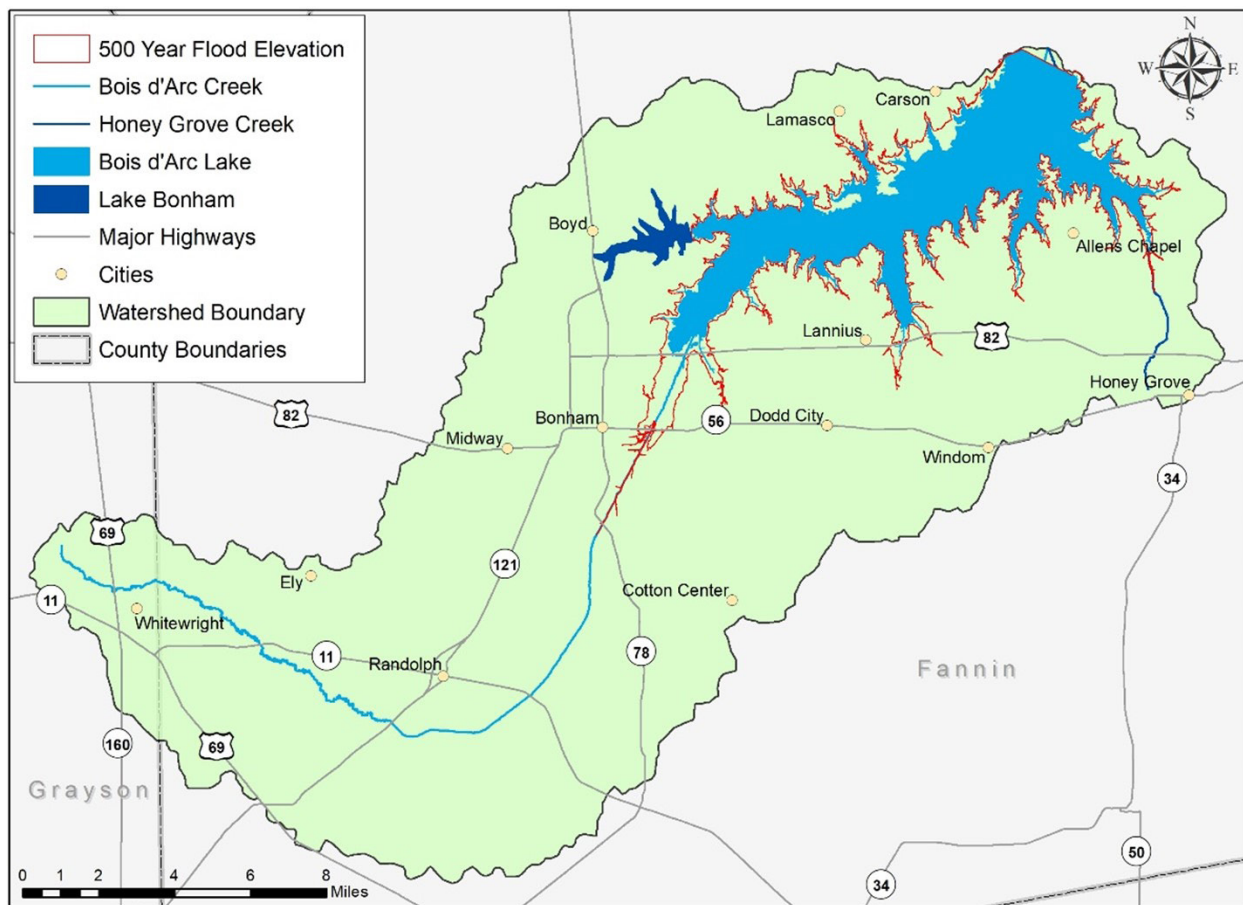 500 Year Flood Elevation
Bois d'Arc Creek
Honey Grove Creek
Bois d'Arc Lake
Lake Bonham
Major Highways
Cities
Watershed Boundary
County Boundaries
N
W E
S
Carson
Lamasco
Boyd
Allens Chapel
Lannius
82
Honey Grove
82
Bonham
56
Dodd City
Midway
Windom
34
69
121
Ely
Cotton Center
11
Whitewright
11
Randolph
78
Fannin
160
69
Grayson
50
34
0 1 2 4 6 8
Miles